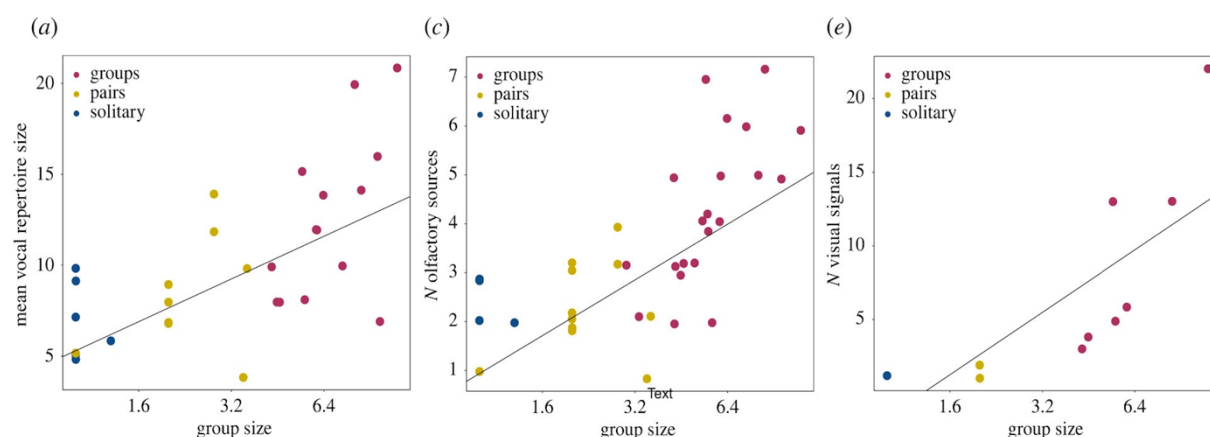 (a)
groups
pairs
solitary
mean vocal repertoire size
20
15
10
5
1.6 3.2 6.4
group size
(c)
groups
pairs
solitary
N olfactory sources
7
6
5
4
3
2
1
Text
1.6 3.2 6.4
group size
(e)
groups
pairs
solitary
N visual signals
20
15
10
5
1.6 3.2 6.4
group size